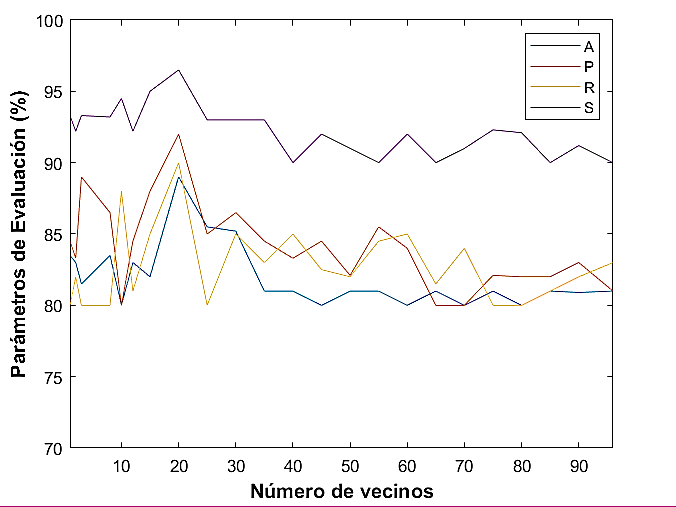 100
95
90
85
80
75
70
Parámetros de Evaluación (%)
A
P
R
S
10 20 30 40 50 60 70 80 90
Número de vecinos